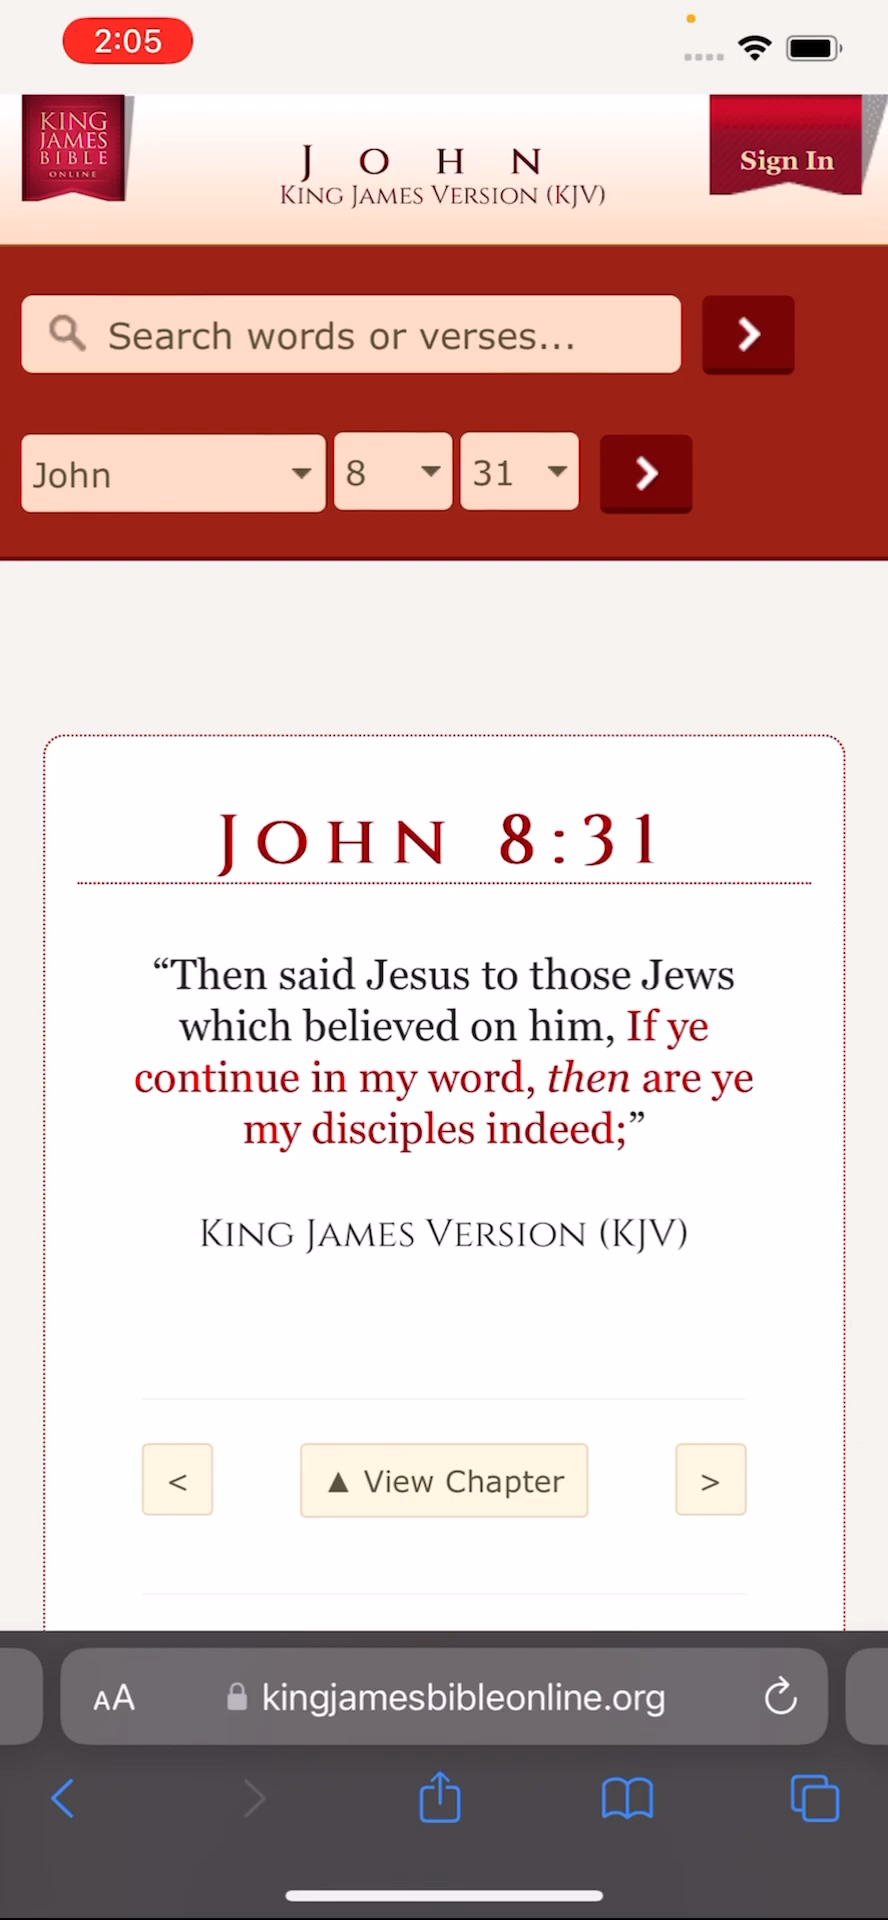 2:05
KING
JAMES
BIBLE
ONLINE
JOHN
KING JAMES VERSION (KJV)
Sign In
Search words or verses...
John 8 31
JOHN 8:31
“Then said Jesus to those Jews
which believed on him, If ye
continue in my word, then are ye
my disciples indeed;”
KING JAMES VERSION (KJV)
< ▲ View Chapter >
AA kingjamesbibleonline.org